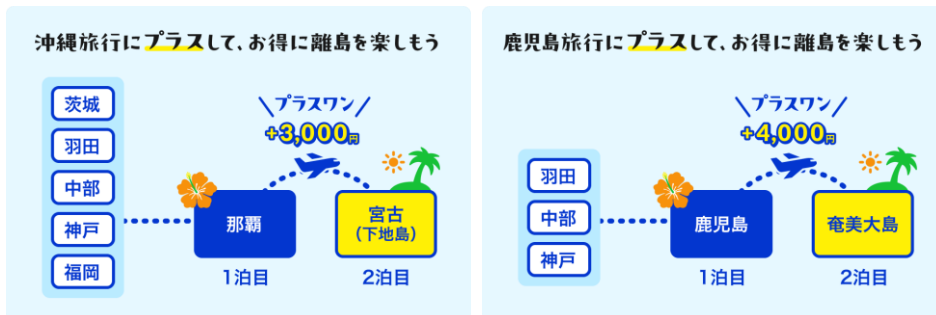 沖縄旅行にプラスして、お得に離島を楽しもう
茨城
羽田
中部
神戸
福岡
プラスワン
+3,000円
那覇
宮古
(下地島)
1泊目
2泊目
鹿児島旅行にプラスして、お得に離島を楽しもう
羽田
中部
神戸
プラスワン
+4,000円
鹿児島
奄美大島
1泊目
2泊目